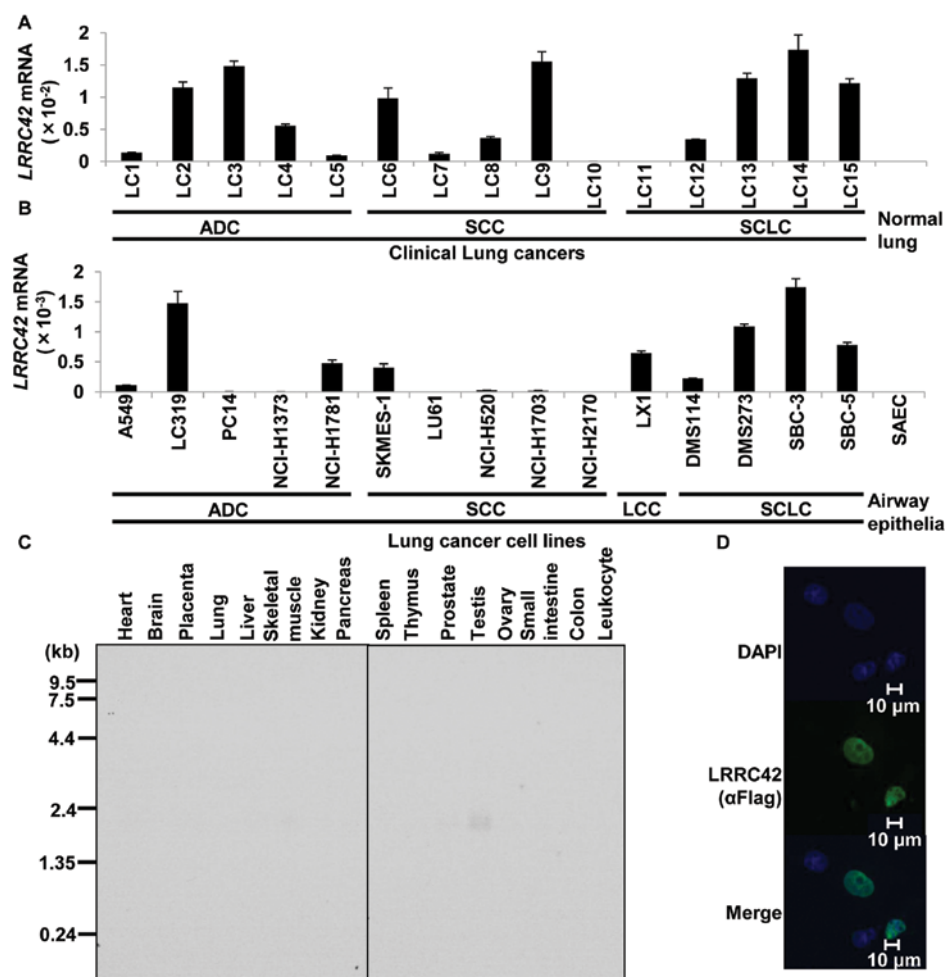 A
LRRC42 mRNA
(×10-2)
2
1.5
1
0.5
0
LC1
LC2
LC3
LC4
LC5
LC6
LC7
LC8
LC9
LC10
LC11
LC12
LC13
LC14
LC15
ADC
SCC
SCLC
Normal
lung
Clinical Lung cancers
B
LRRC42 mRNA
(×10-3)
2
1.5
1
0.5
0
A549
LC319
PC14
NCI-H1373
NCI-H1781
SKMES-1
LU61
NCI-H520
NCI-H1703
NCI-H2170
LX1
DMS114
DMS273
SBC-3
SBC-5
SAEC
ADC
SCC
LCC
SCLC
Airway
epithelia
Lung cancer cell lines
C
Heart
Brain
Placenta
Lung
Liver
Skeletal
muscle
Kidney
Pancreas
Spleen
Thymus
Prostate
Testis
Ovary
Small
intestine
Colon
Leukocyte
(kb)
9.5
7.5
4.4
2.4
1.35
0.24
D
DAPI
10 μm
LRRC42
(αFlag)
10 μm
Merge
10 μm